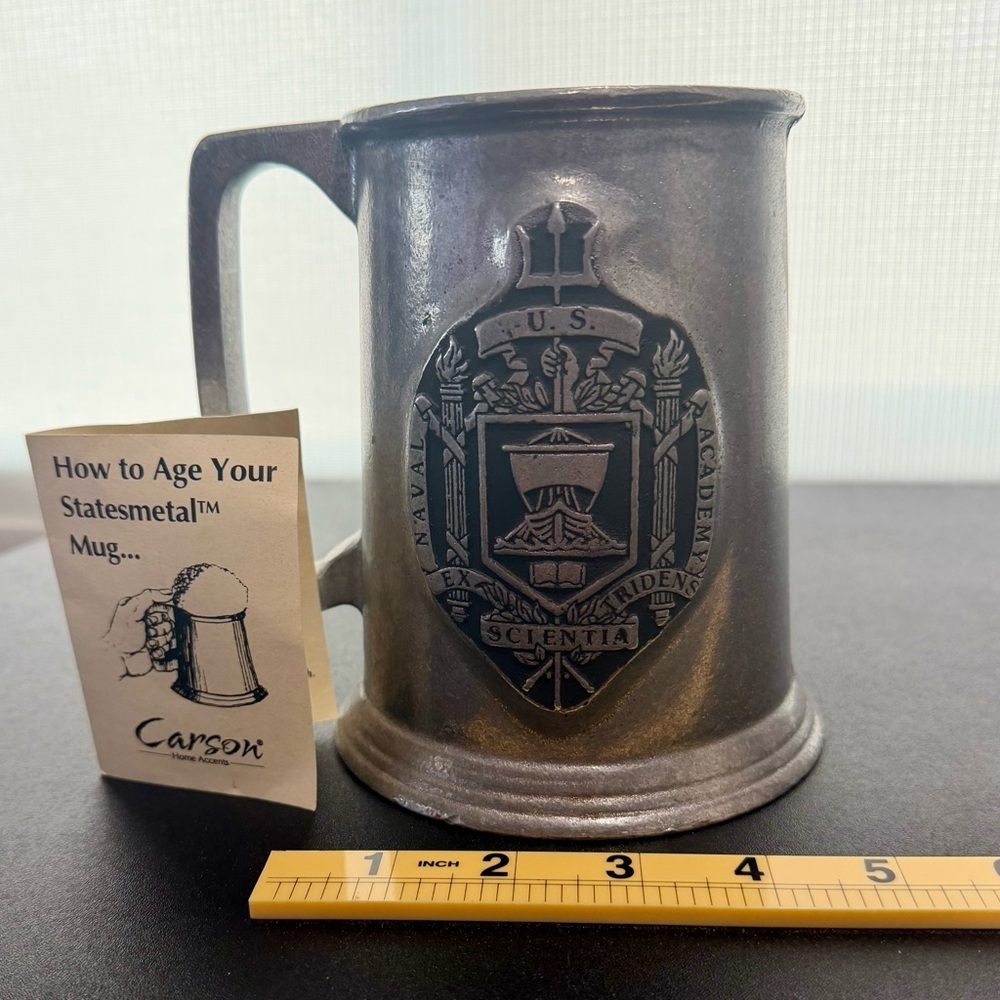 U. S.
NAVAL
ACADEMY
EX
TRIDENS
SCIENTIA
How to Age Your
Statesmetal™
Mug...
Carson
Home Accents
1 INCH 2 3 4 5